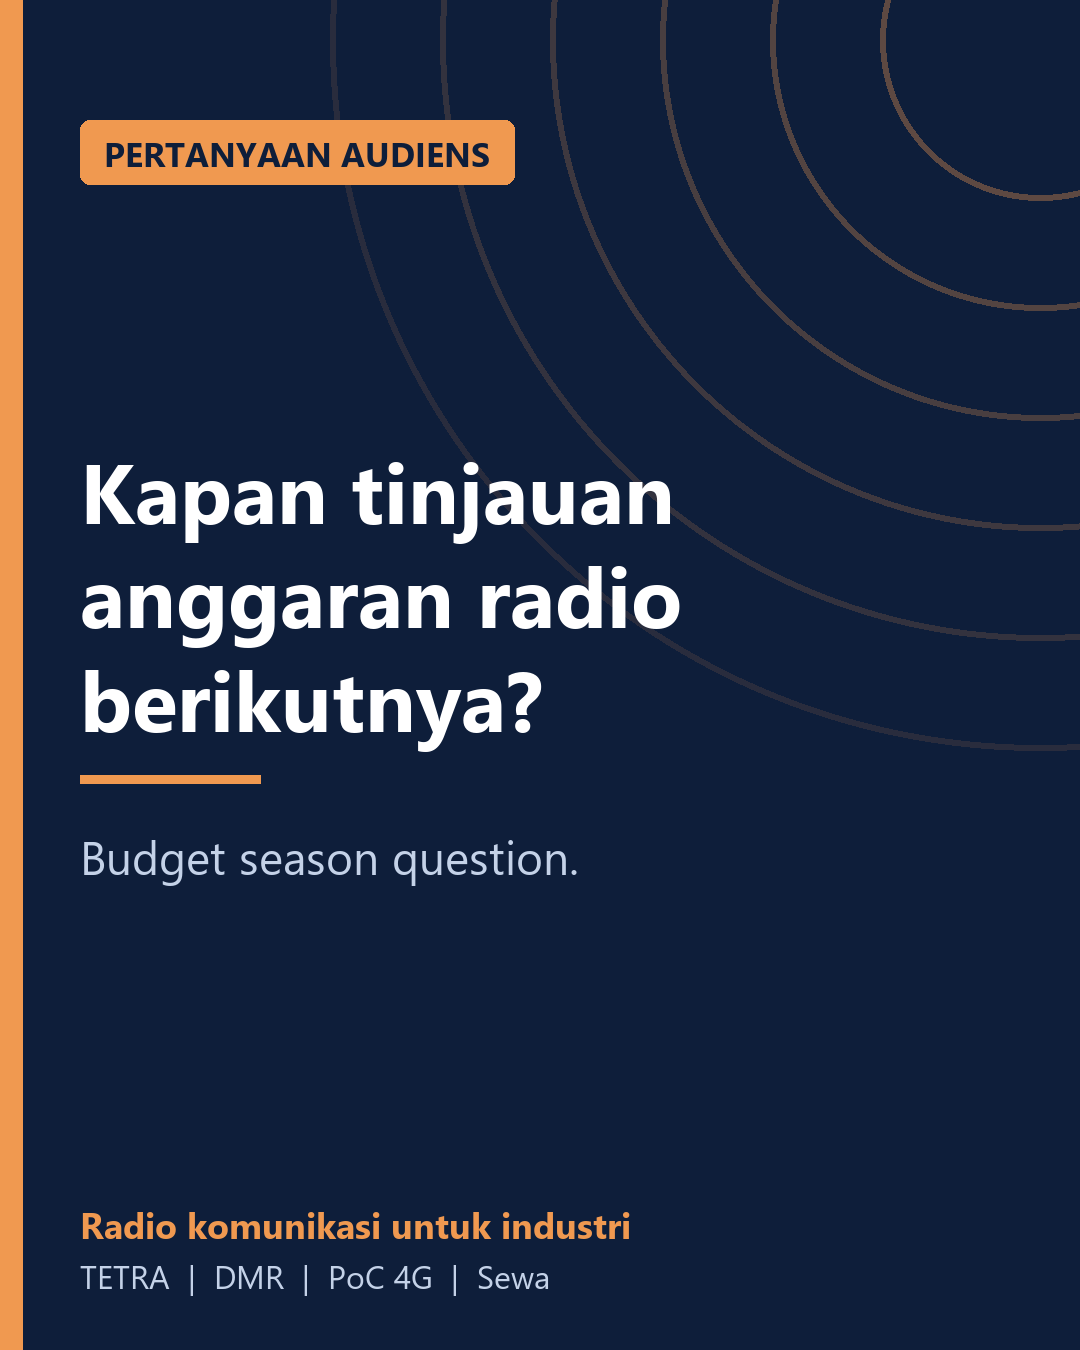 PERTANYAAN AUDIENS
Kapan tinjauan
anggaran radio
berikutnya?
Budget season question.
Radio komunikasi untuk industri
TETRA | DMR | PoC 4G | Sewa